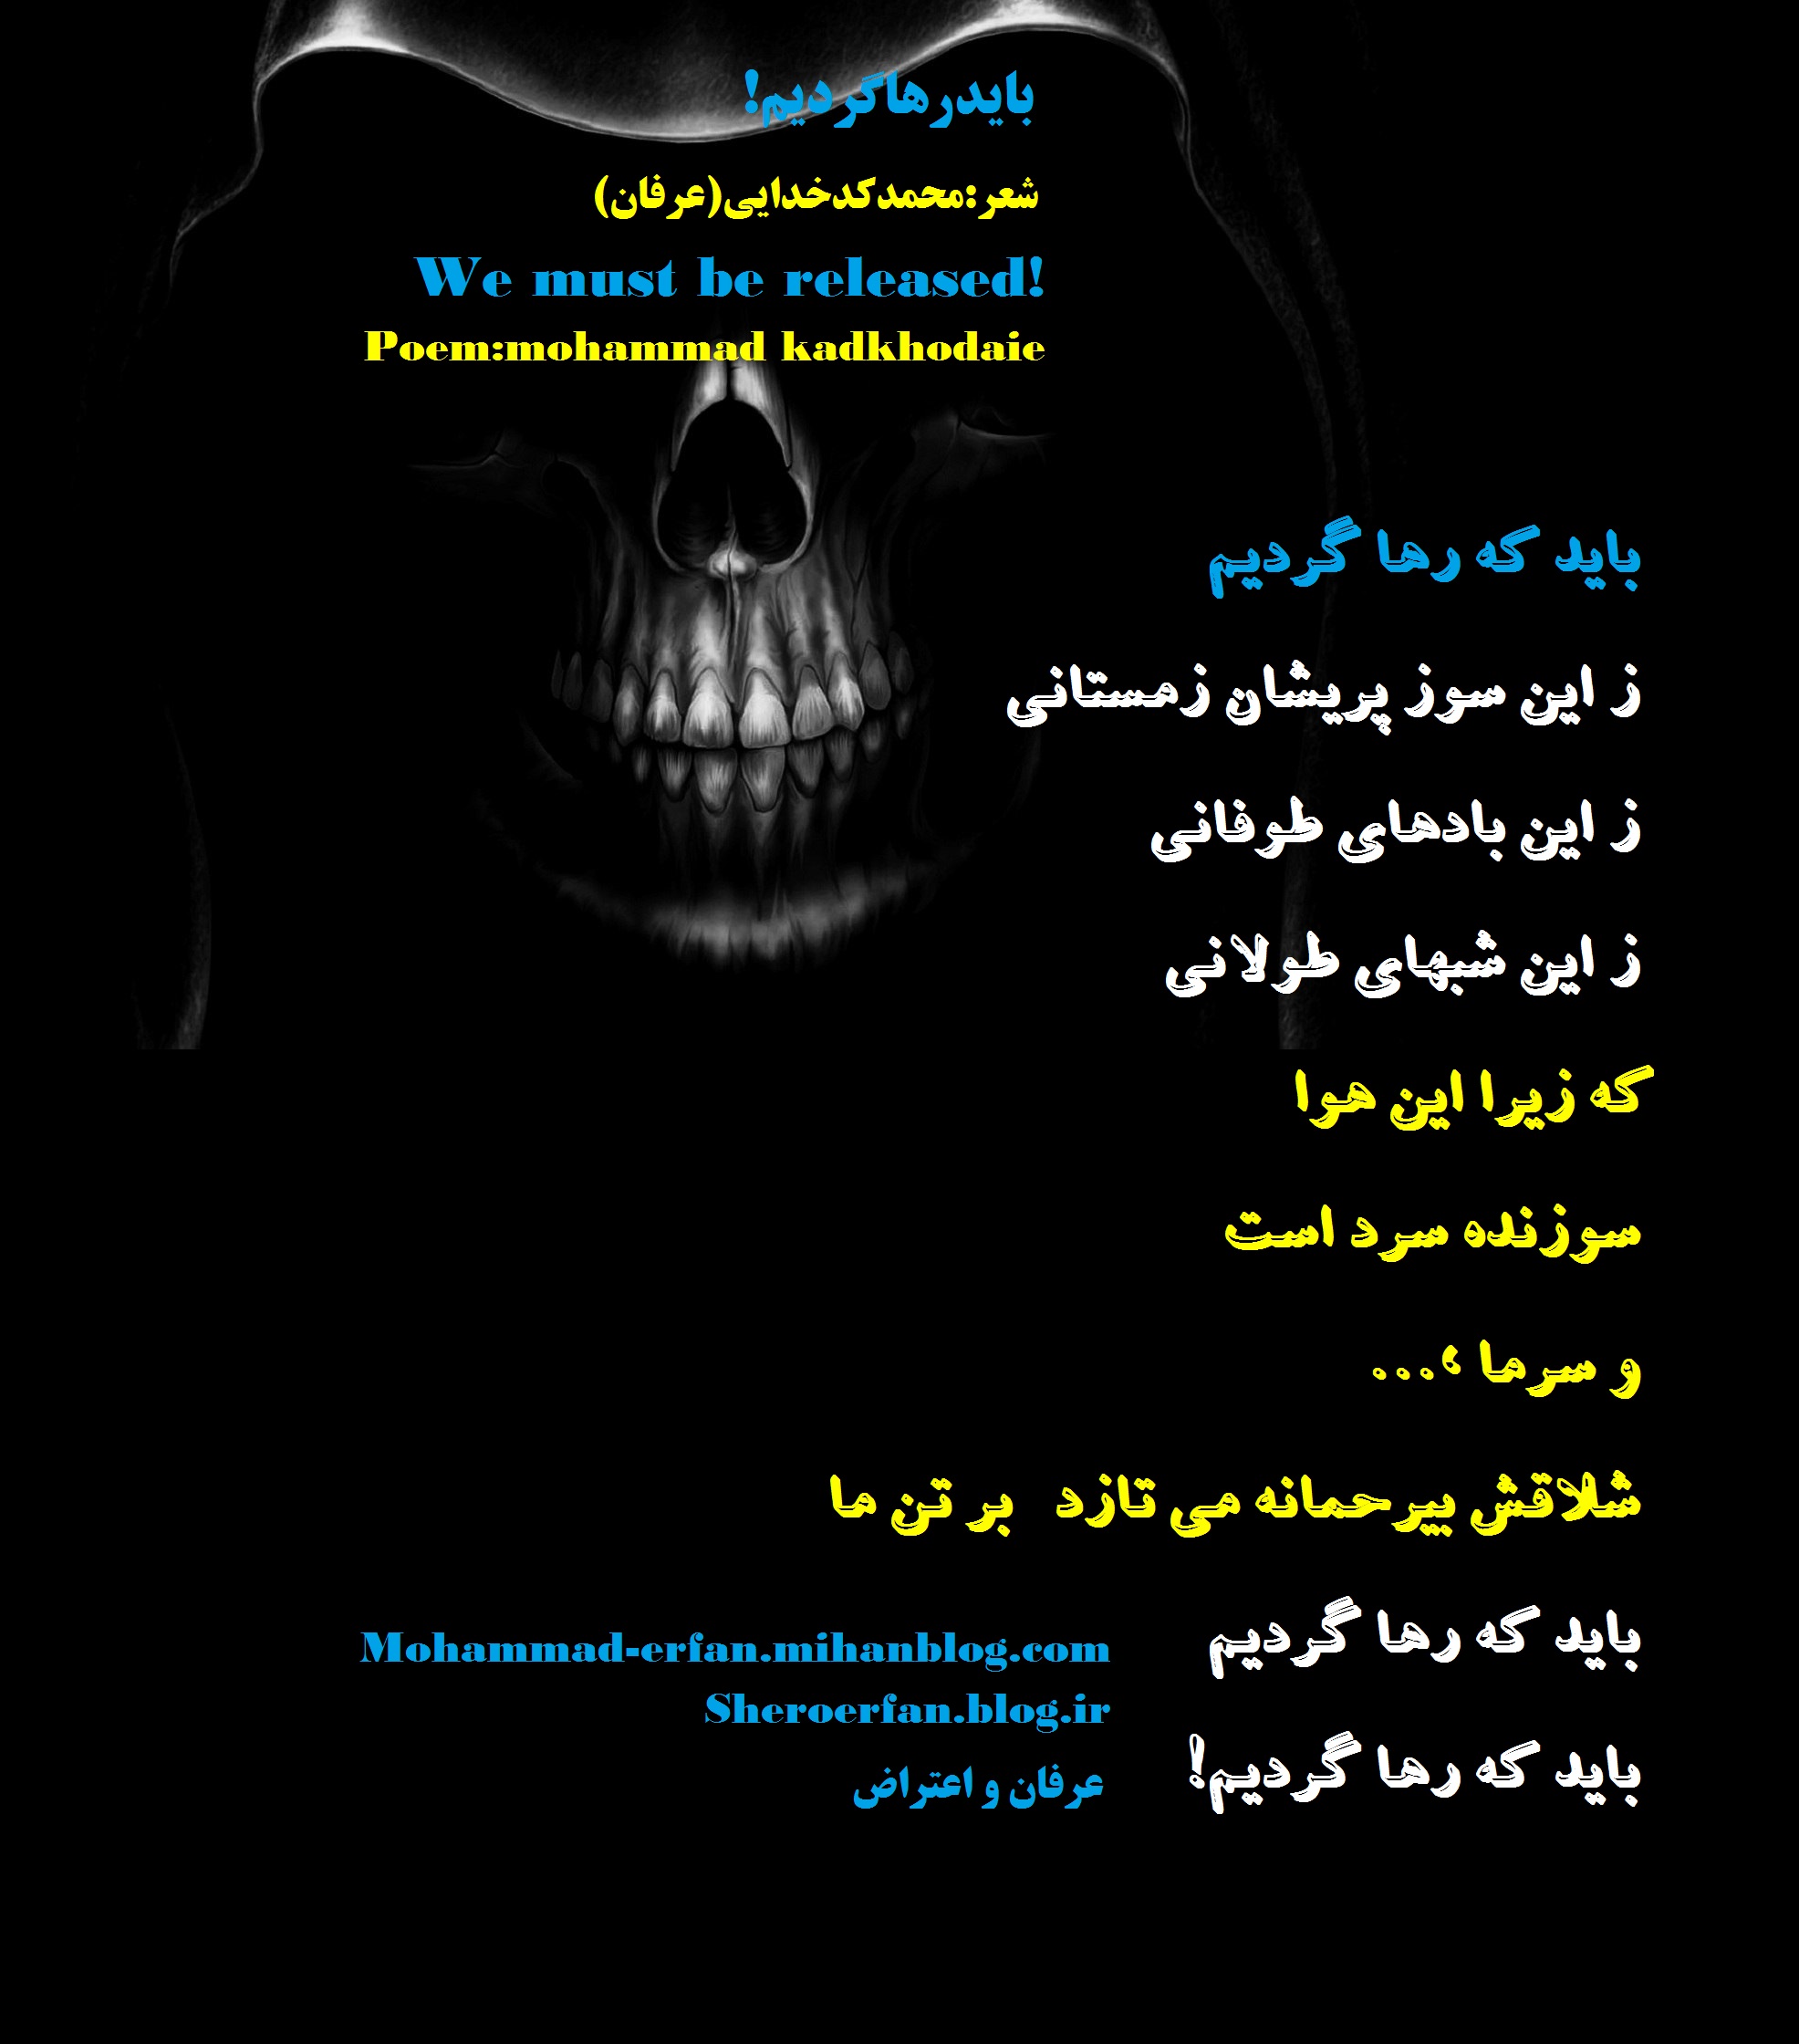 بایدرهاگردیم!
شعر:محمدکدخدایی(عرفان)
We must be released!
Poem:mohammad kadkhodaie
باید که رها گردیم
ز این سوز پریشان زمستانی
ز این بادهای طوفانی
ز این شبهای طولانی
که زیرا این هوا
سوزنده سرد است
و سرما ،...
شلاقش بیرحمانه می تازد بر تن ما
باید که رها گردیم
باید که رها گردیم!
Mohammad-erfan.mihanblog.com
Sheroerfan.blog.ir
عرفان و اعتراض